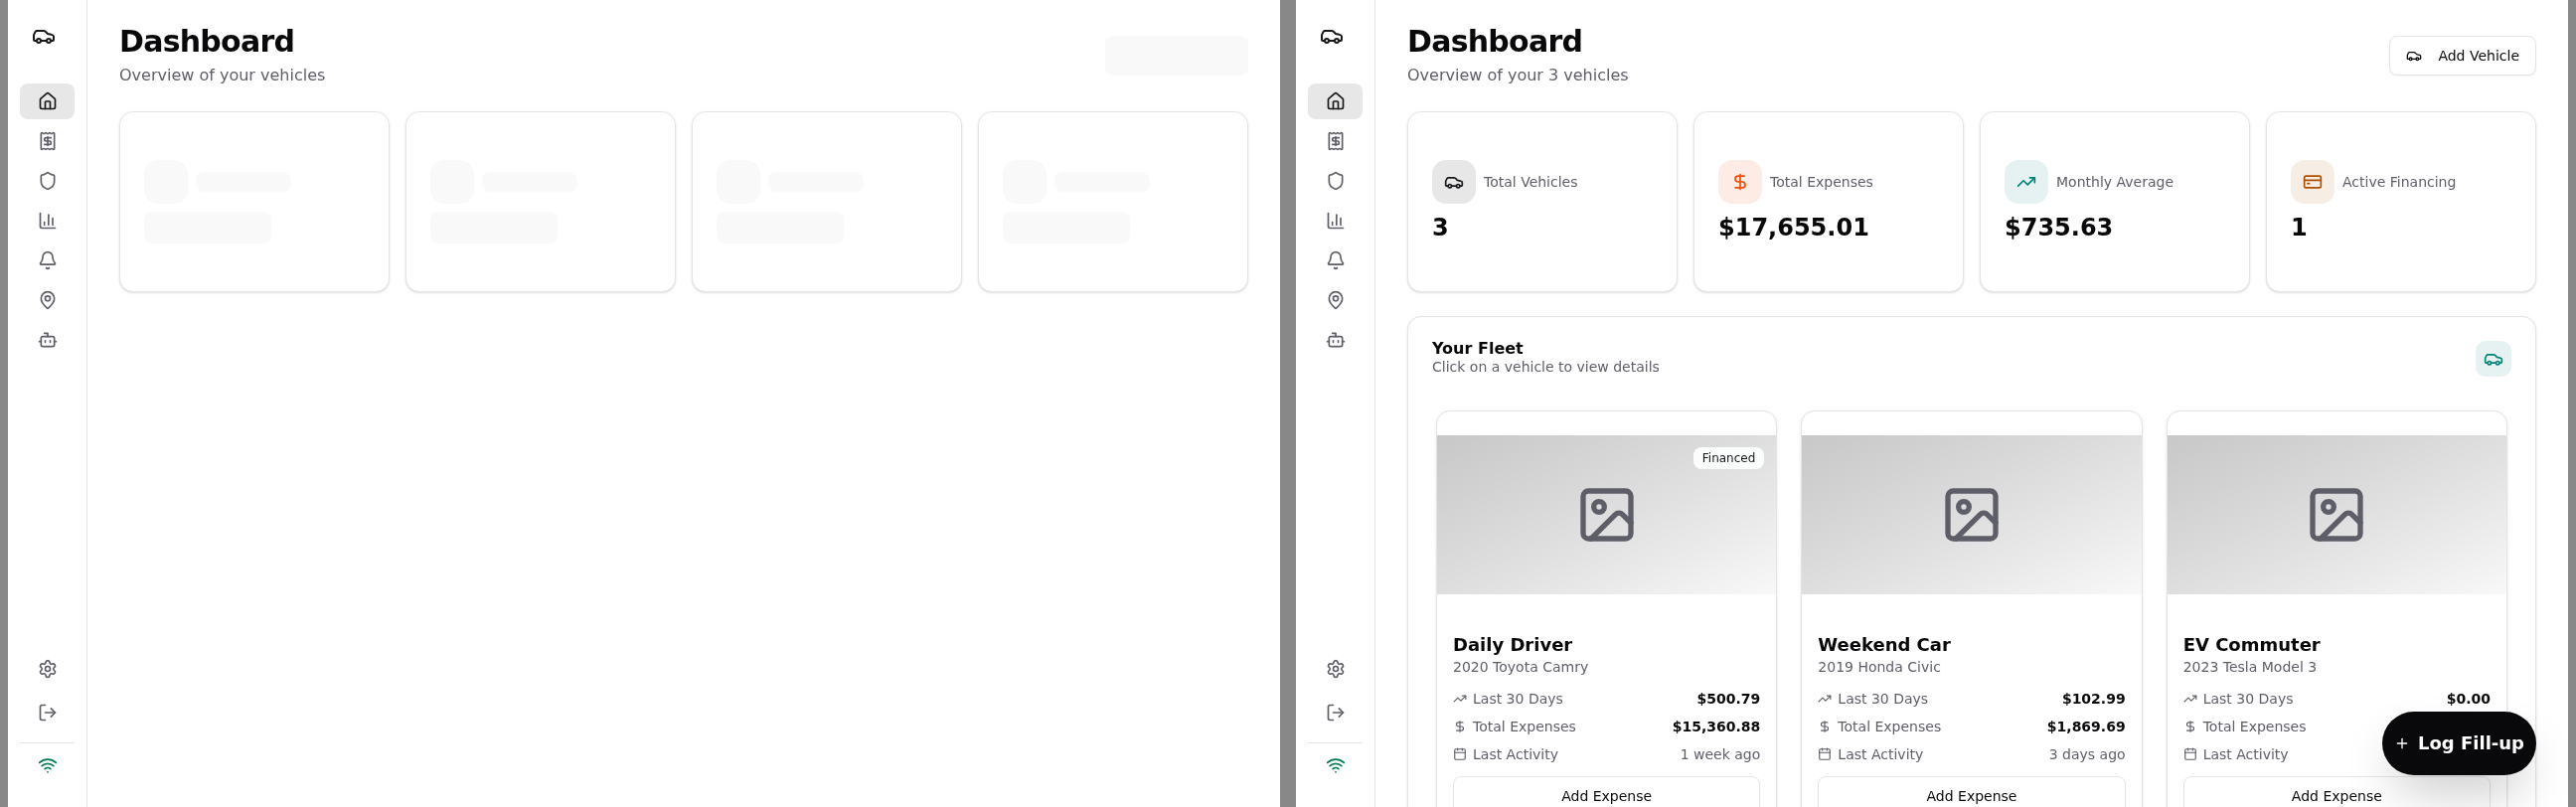 Dashboard
Overview of your vehicles
Dashboard
Overview of your 3 vehicles
Add Vehicle
Total Vehicles
3
Total Expenses
$17,655.01
Monthly Average
$735.63
Active Financing
1
Your Fleet
Click on a vehicle to view details
Financed
Daily Driver
2020 Toyota Camry
Last 30 Days $500.79
Total Expenses $15,360.88
Last Activity 1 week ago
Add Expense
Weekend Car
2019 Honda Civic
Last 30 Days $102.99
Total Expenses $1,869.69
Last Activity 3 days ago
Add Expense
EV Commuter
2023 Tesla Model 3
Last 30 Days $0.00
Total Expenses
Last Activity
Add Expense
+ Log Fill-up